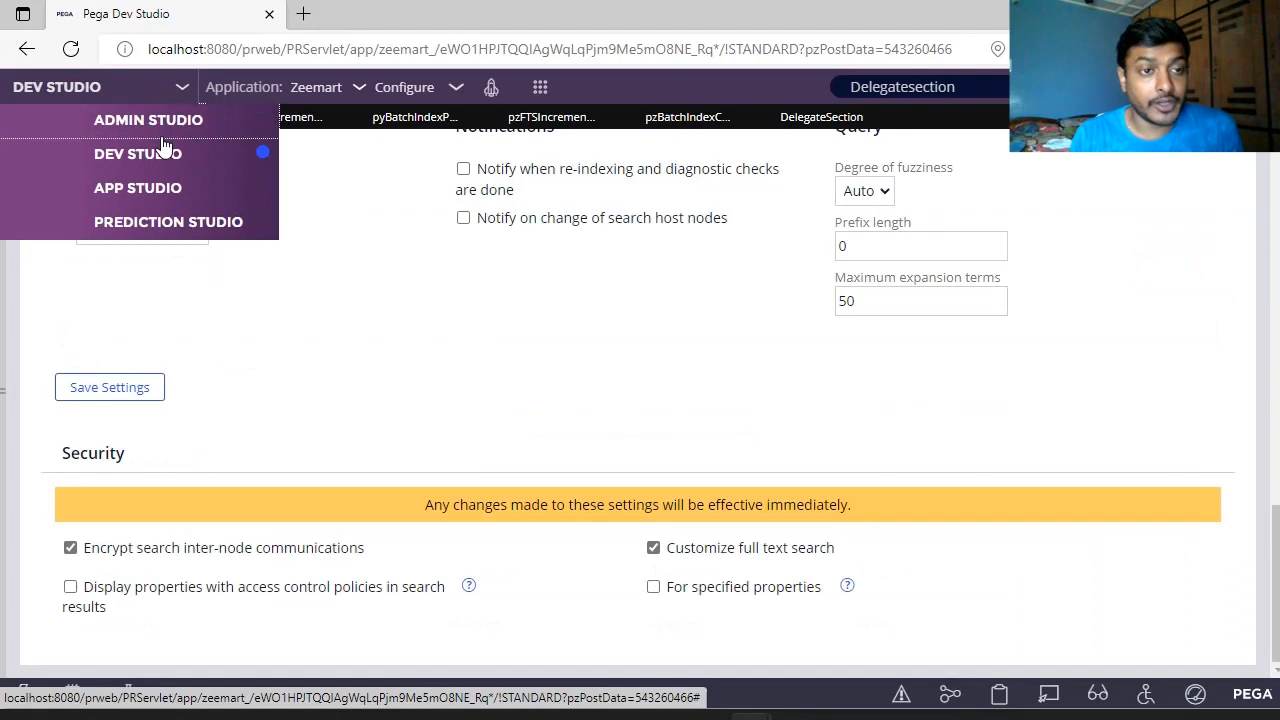 PEGA Pega Dev Studio
localhost:8080/prweb/PRServlet/app/zeemart_/eWO1HPJTQQIAgWqLqPjm9Me5mO8NE_Rq*/!STANDARD?pzPostData=543260466
DEV STUDIO Application: Zeemart Configure Delegatesection
ADMIN STUDIO
DEV STUDIO
APP STUDIO
PREDICTION STUDIO
remen... pyBatchIndexP... pzFTSIncremen... pzBatchIndexC... DelegateSection
Notifications
Notify when re-indexing and diagnostic checks
are done
Notify on change of search host nodes
Query
Degree of fuzziness
Auto
Prefix length
0
Maximum expansion terms
50
Save Settings
Security
Any changes made to these settings will be effective immediately.
Encrypt search inter-node communications
Customize full text search
Display properties with access control policies in search
results
?
For specified properties ?
localhost:8080/prweb/PRServlet/app/zeemart_/eWO1HPJTQQIAgWqLqPjm9Me5mO8NE_Rq*/!STANDARD?pzPostData=543260466#
PEGA